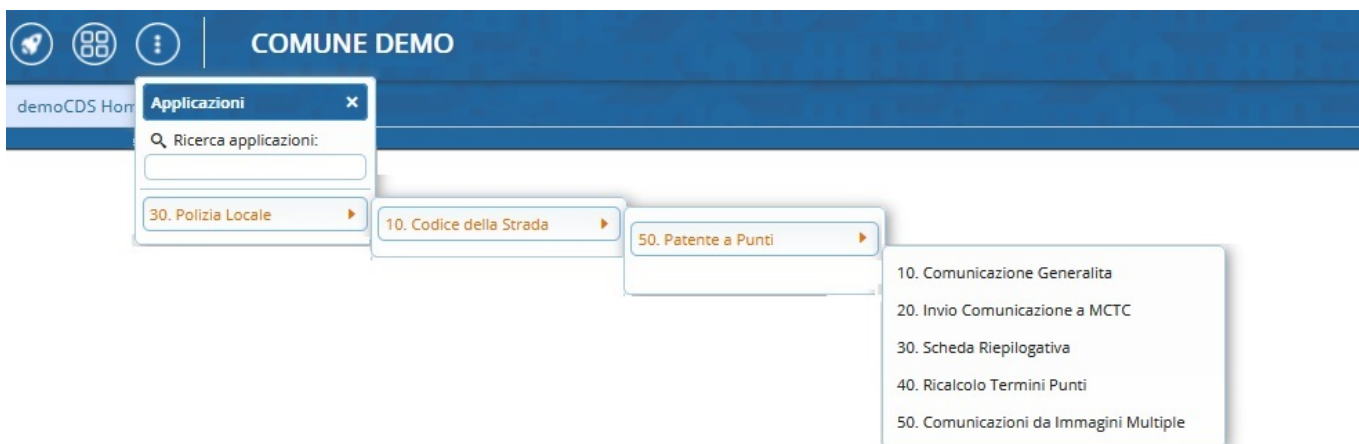 COMUNE DEMO
demoCDS Hom
Applicazioni
Ricerca applicazioni:
30. Polizia Locale
10. Codice della Strada
50. Patente a Punti
10. Comunicazione Generalita
20. Invio Comunicazione a MCTC
30. Scheda Riepilogativa
40. Ricalcolo Termini Punti
50. Comunicazioni da Immagini Multiple